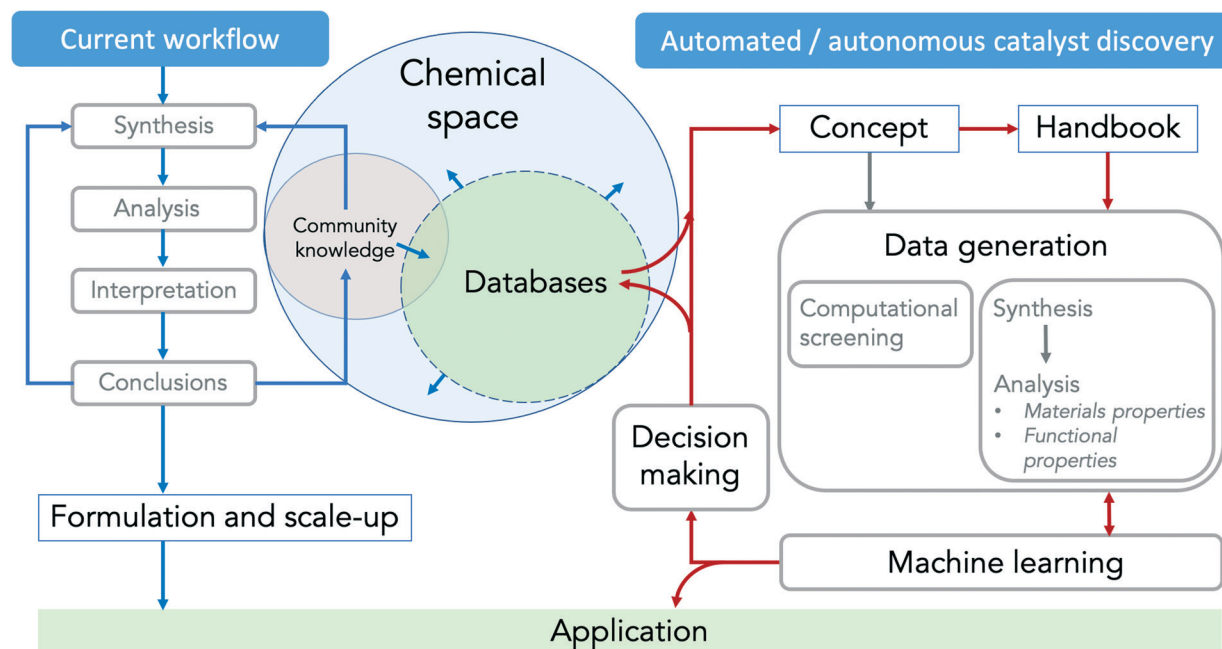 Current workflow
Synthesis
Analysis
Interpretation
Conclusions
Formulation and scale-up
Chemical
space
Community
knowledge
Databases
Automated / autonomous catalyst discovery
Concept
Handbook
Data generation
Computational
screening
Synthesis
Analysis
• Materials properties
• Functional
properties
Decision
making
Machine learning
Application